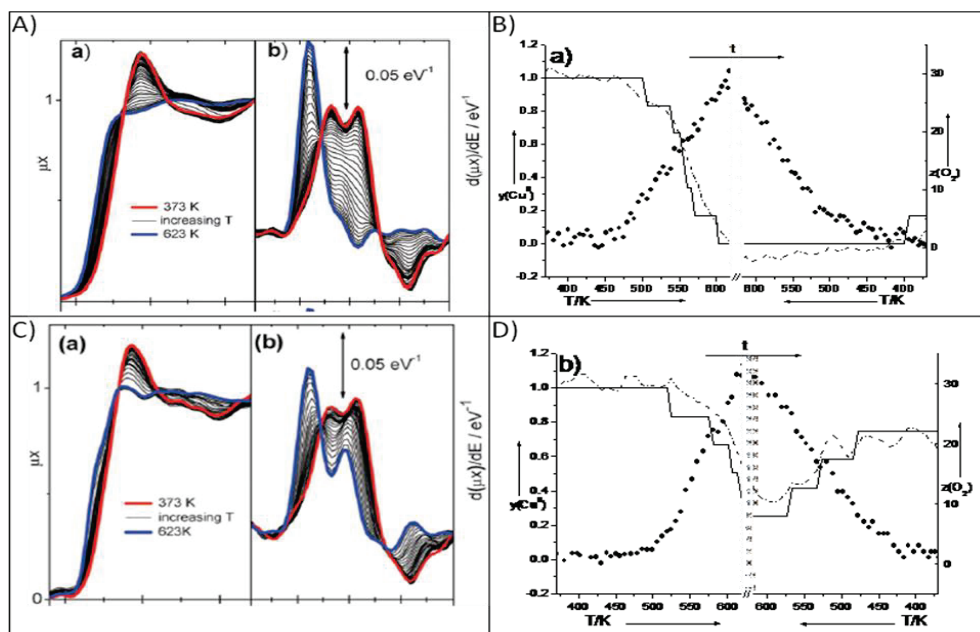 A)
a)
b)
0.05 eV⁻¹
1
μx
d(μx)/dE / eV⁻¹
373 K
increasing T
623 K
B)
a)
t
1.2
1.0
0.8
0.6
0.4
0.2
0.0
-0.2
y(Cuᴵᴵ)
30
20
10
0
z(O₂)
400 450 500 550 600
600 550 500 450 400
T/K
T/K
C)
(a)
(b)
0.05 eV⁻¹
1
μx
d(μx)/dE / eV⁻¹
0
373 K
increasing T
623K
D)
b)
t
1.2
1.0
0.8
0.6
0.4
0.2
0.0
y(Cuᴵᴵ)
30
20
10
0
z(O₂)
400 450 500 550 600
600 550 500 450 400
T/K
T/K